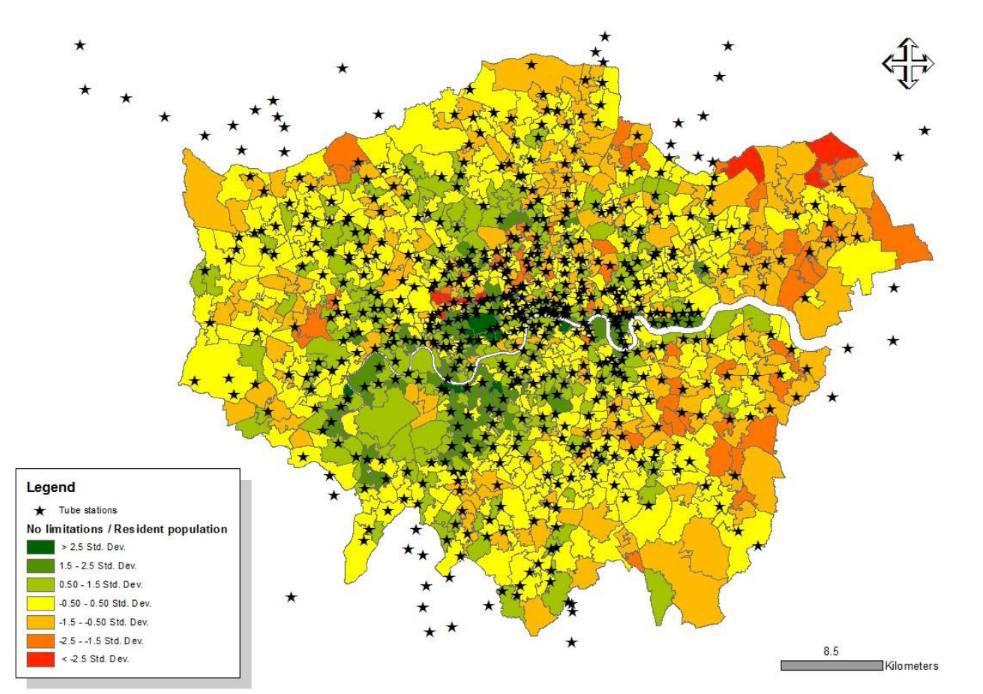 Legend
Tube stations
No limitations / Resident population
> 2.5 Std. Dev.
1.5 - 2.5 Std. Dev.
0.50 - 1.5 Std. Dev.
-0.50 - 0.50 Std. Dev.
-1.5 - -0.50 Std. Dev.
-2.5 - -1.5 Std. Dev.
< -2.5 Std. Dev.
8.5
Kilometers